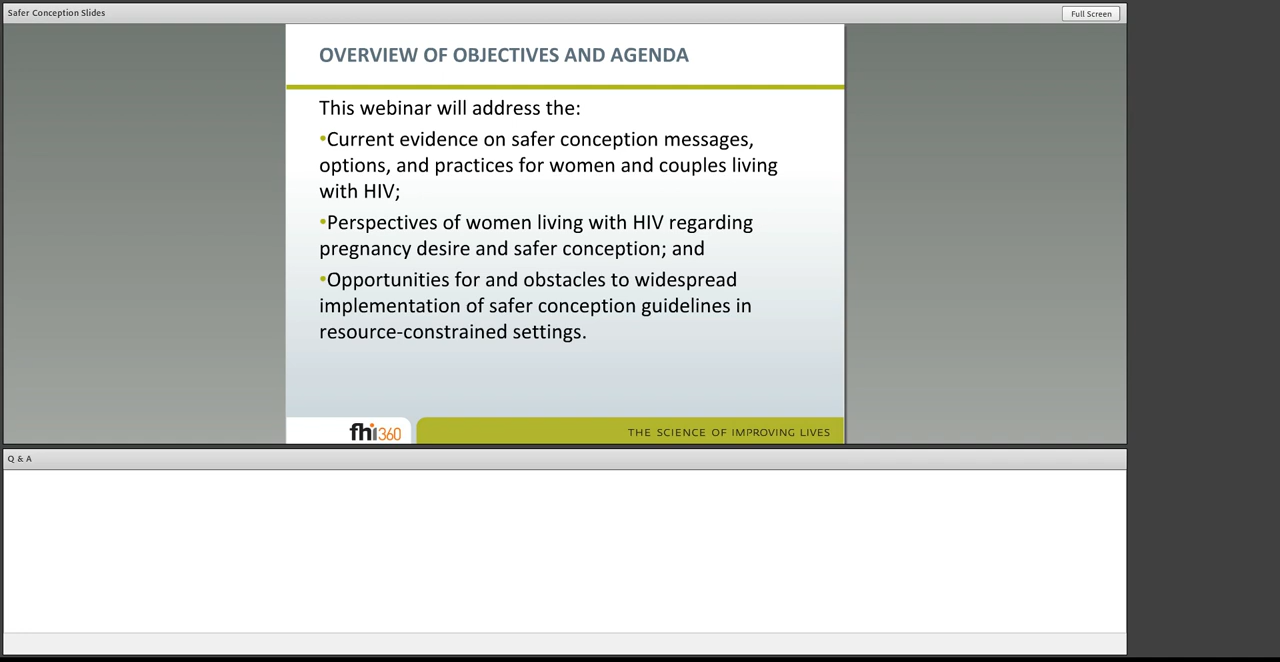 Safer Conception Slides
Full Screen
OVERVIEW OF OBJECTIVES AND AGENDA
This webinar will address the:
•Current evidence on safer conception messages,
options, and practices for women and couples living
with HIV;
•Perspectives of women living with HIV regarding
pregnancy desire and safer conception; and
•Opportunities for and obstacles to widespread
implementation of safer conception guidelines in
resource-constrained settings.
fhi360
THE SCIENCE OF IMPROVING LIVES
Q & A